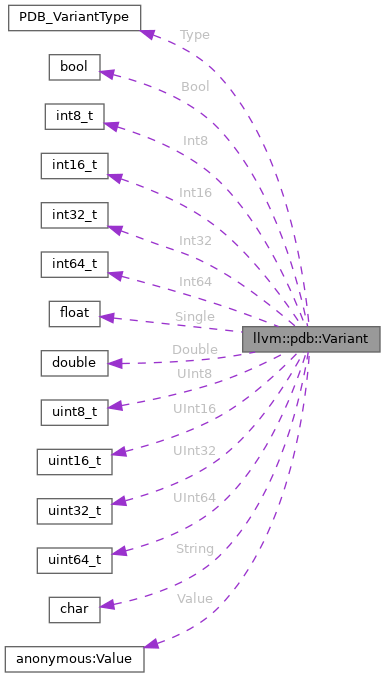 PDB_VariantType
Type
bool
Bool
int8_t
Int8
int16_t
Int16
int32_t
Int32
int64_t
Int64
float
Single
llvm::pdb::Variant
double
Double
UInt8
uint8_t
UInt16
uint16_t
UInt32
uint32_t
UInt64
uint64_t
String
char
Value
anonymous:Value